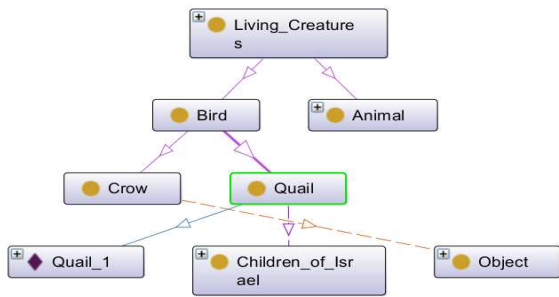 Living_Creature
s
Bird
Animal
Crow
Quail
Quail_1
Children_of_Isr
ael
Object